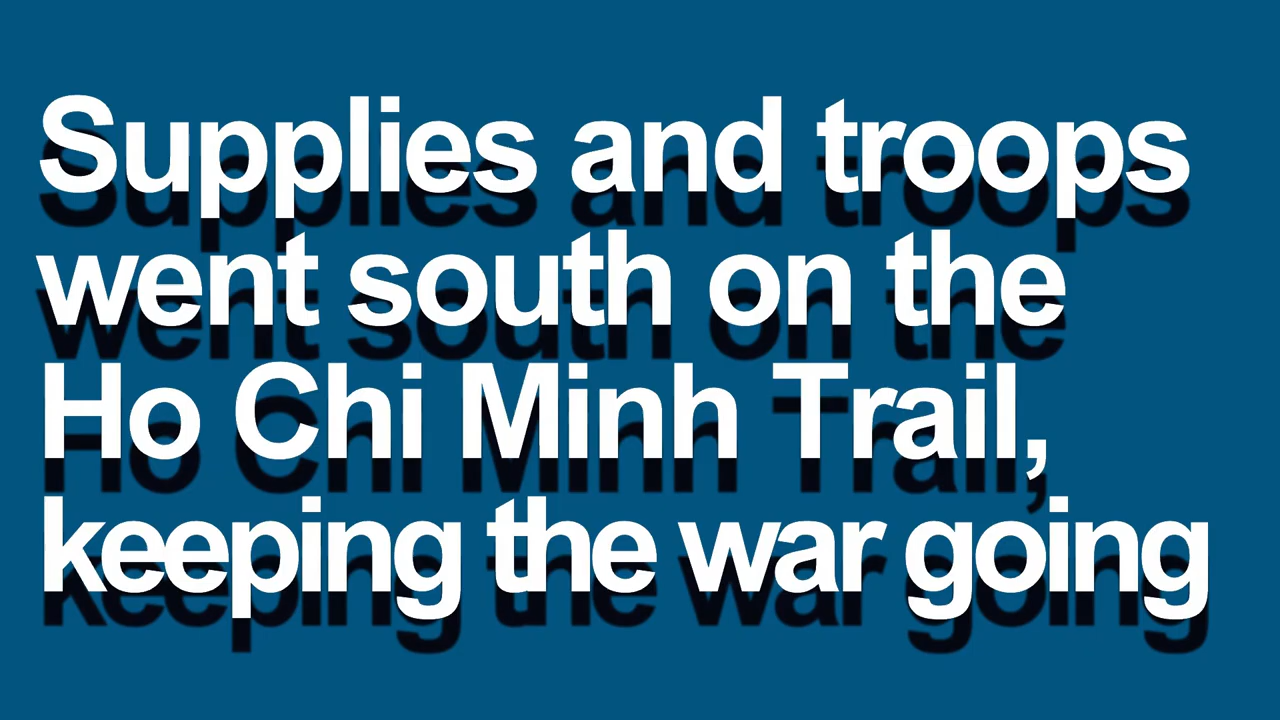 Supplies and troops
went south on the
Ho Chi Minh Trail,
keeping the war going